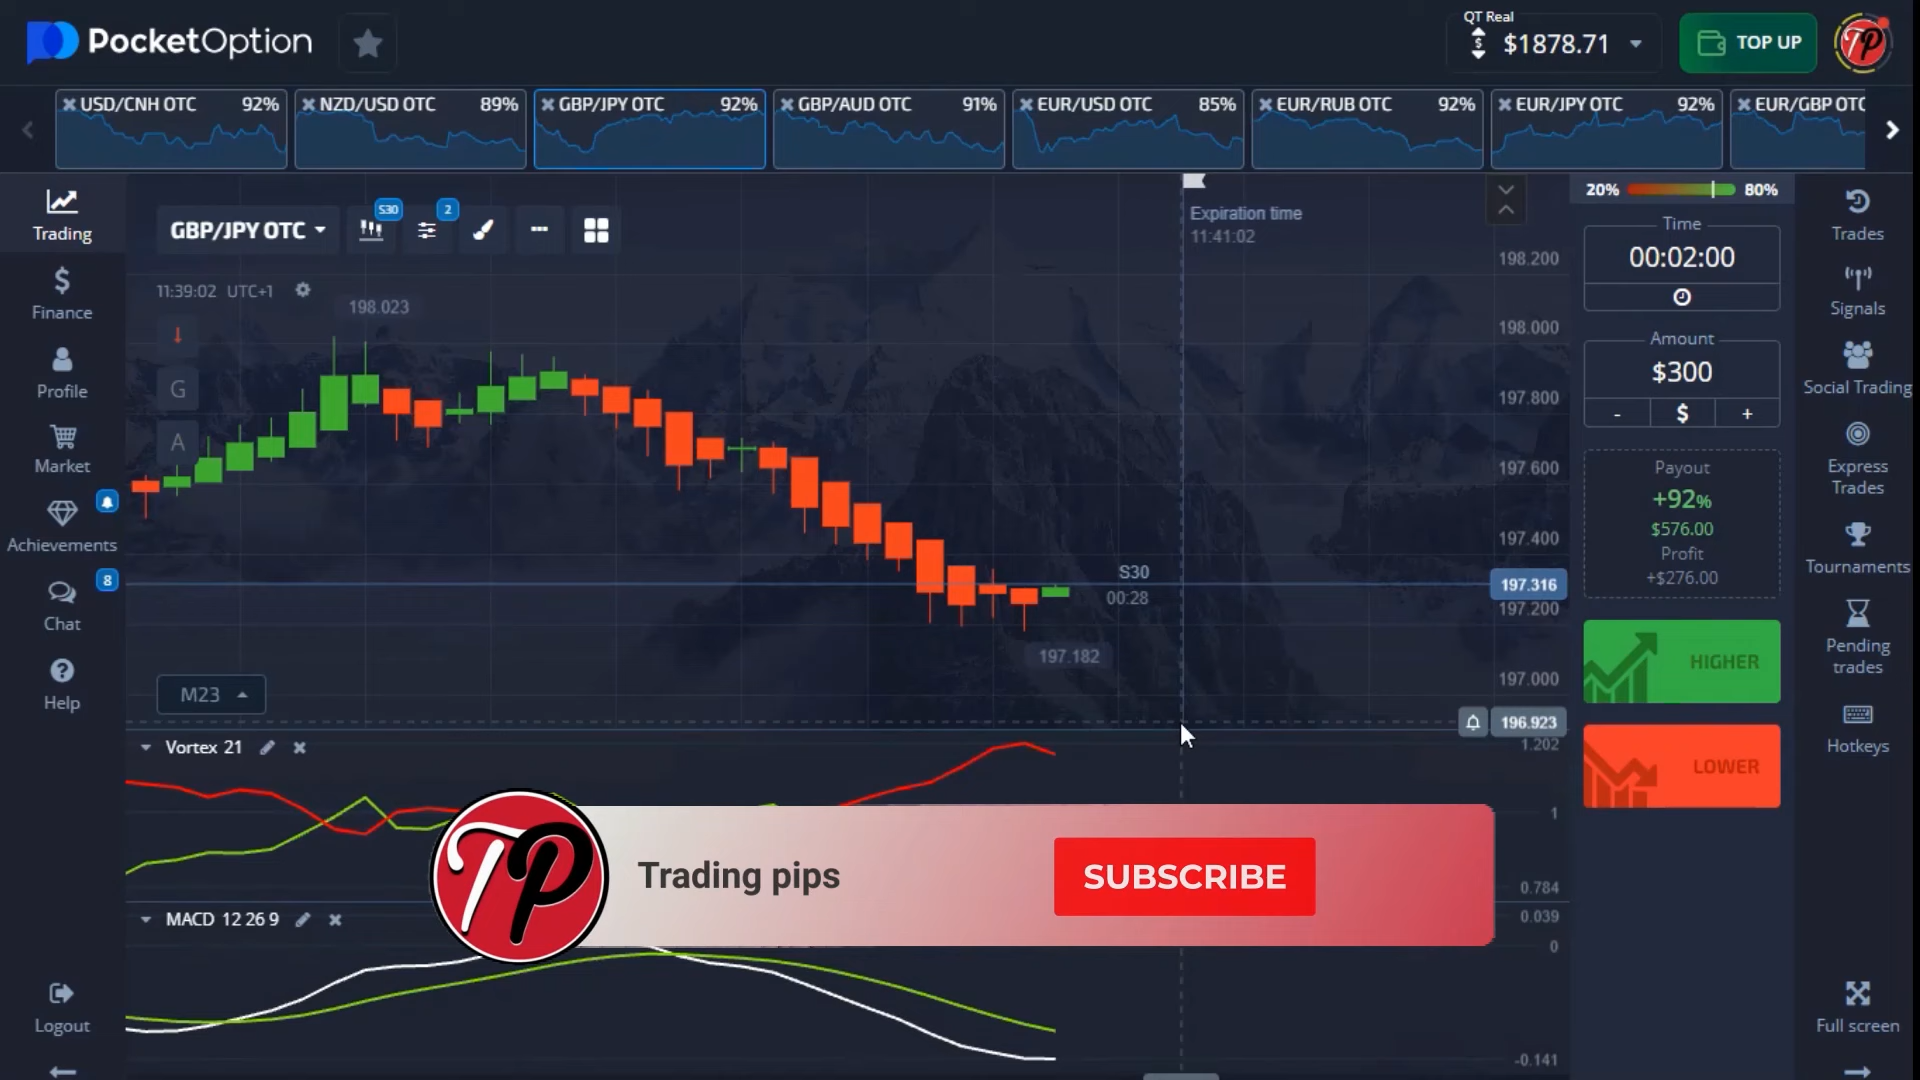 PocketOption
QT Real
$1878.71
TOP UP
TP
USD/CNH OTC 92%
NZD/USD OTC 89%
GBP/JPY OTC 92%
GBP/AUD OTC 91%
EUR/USD OTC 85%
EUR/RUB OTC 92%
EUR/JPY OTC 92%
EUR/GBP OTC
Trading
Finance
Profile
Market
Achievements
8
Chat
Help
Logout
GBP/JPY OTC
S30
2
11:39:02 UTC+1
198.023
G
A
Expiration time
11:41:02
198.200
198.000
197.800
197.600
197.400
197.316
197.200
197.000
196.923
S30
00:28
197.182
M23
Vortex 21
1.202
1
0.784
MACD 12 26 9
0.039
0
-0.141
TP
Trading pips
SUBSCRIBE
20% 80%
Time
00:02:00
Amount
$300
- $ +
Payout
+92%
$576.00
Profit
+$276.00
HIGHER
LOWER
Trades
Signals
Social Trading
Express
Trades
Tournaments
Pending
trades
Hotkeys
Full screen